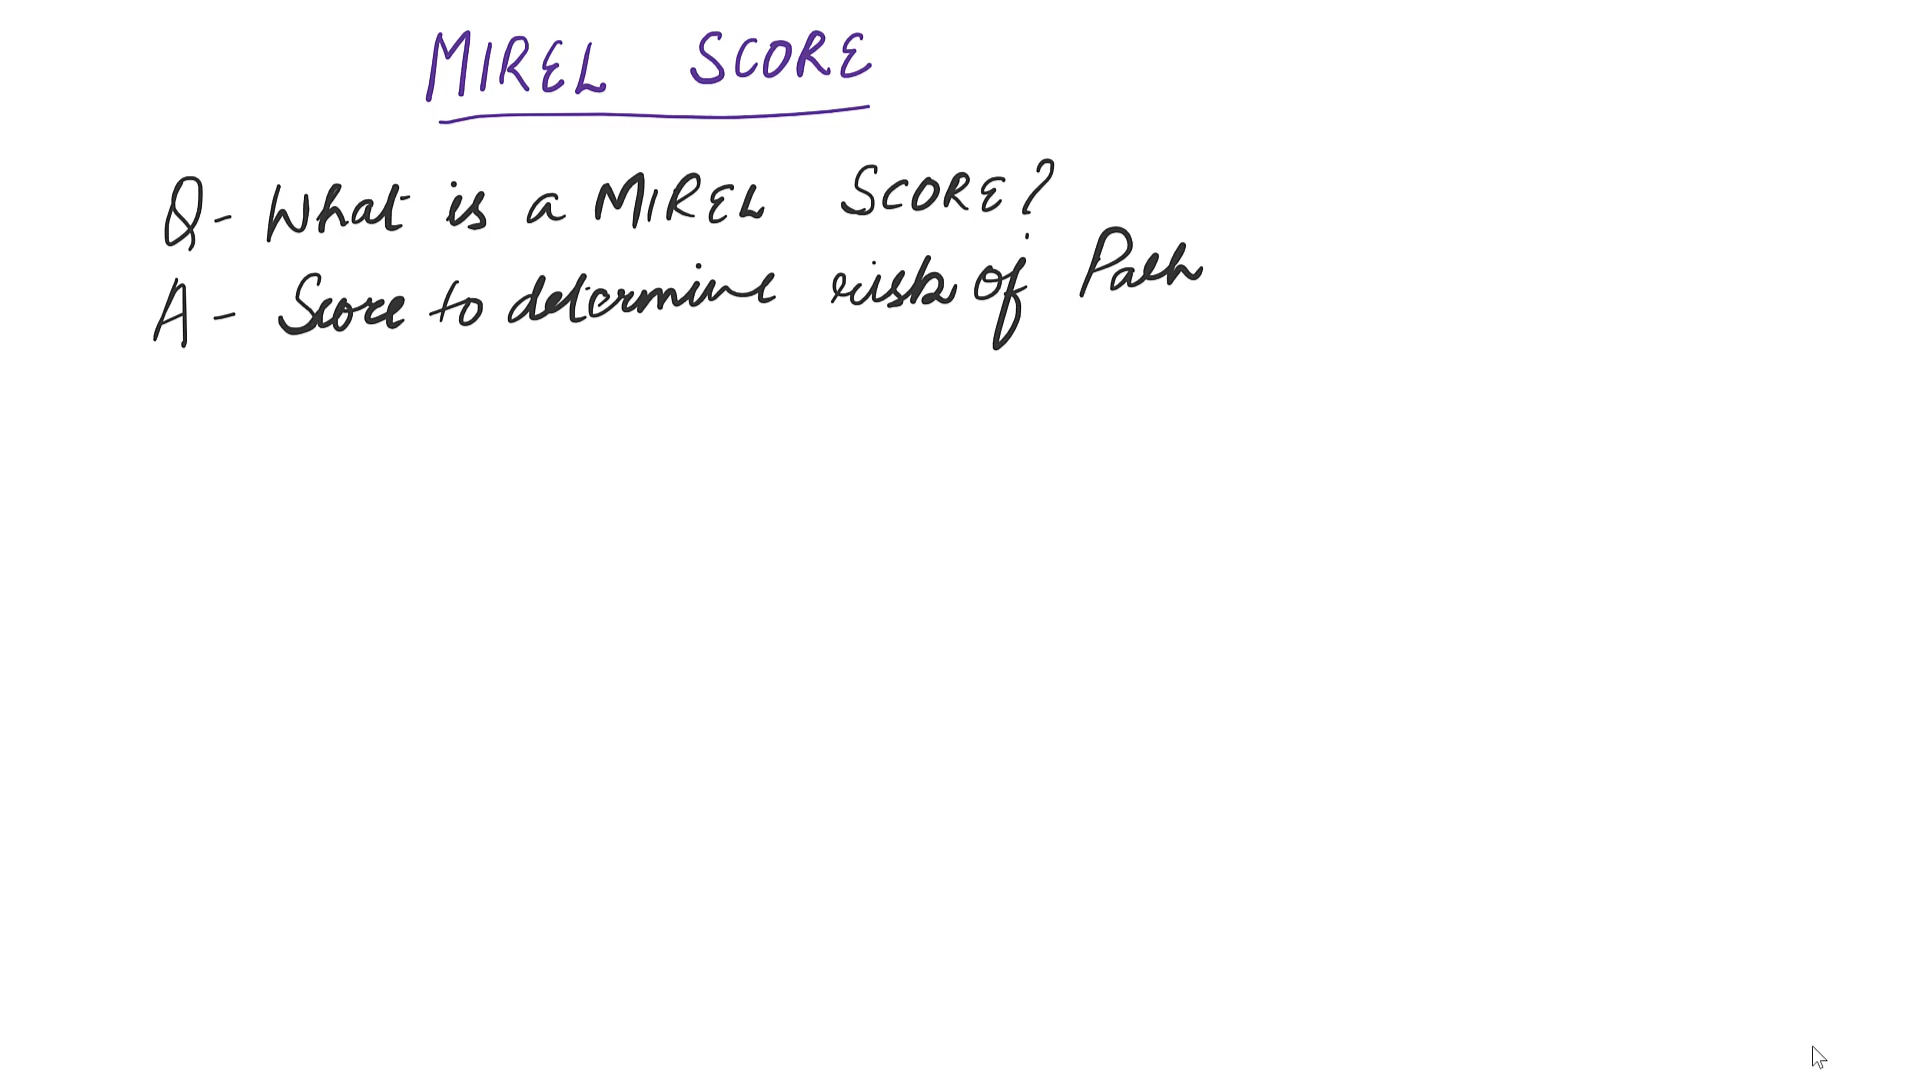 MIREL SCORE
Q- What is a MIREL SCORE?
A- Score to determine risk of Path